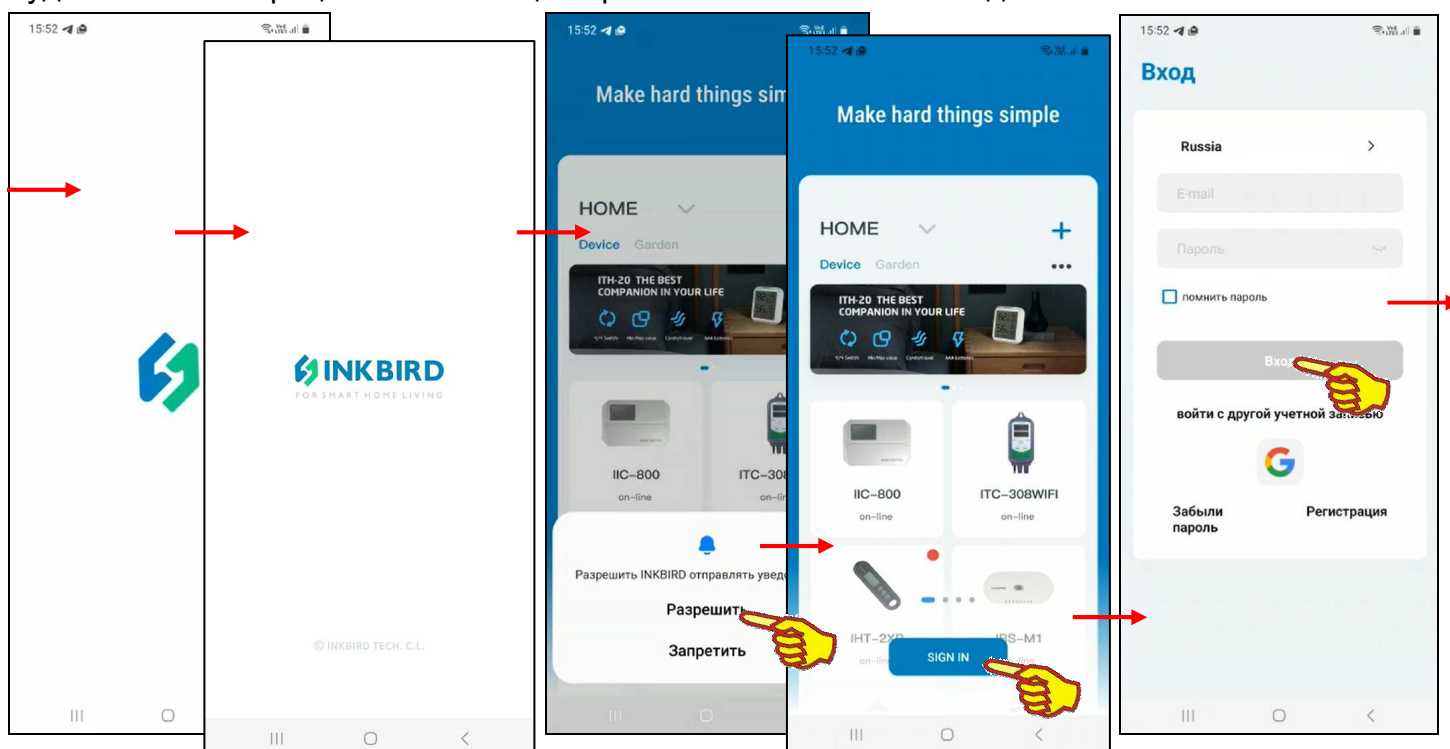 15:52
INKBIRD
FOR SMART HOME LIVING
© INKBIRD TECH. C.L.
15:52
Make hard things sim
HOME
Device Garden
ITH-20 THE BEST
COMPANION IN YOUR LIFE
IIC-800
on-line
ITC-308
on-lin
Разрешить INKBIRD отправлять увед
Разрешить
Запретить
15:52
Make hard things simple
HOME
Device Garden
ITH-20 THE BEST
COMPANION IN YOUR LIFE
IIC-800
on-line
ITC-308WIFI
on-line
SIGN IN
15:52
Вход
Russia
E-mail
Пароль
помнить пароль
Вход
войти с другой учетной записью
Забыли
пароль
Регистрация